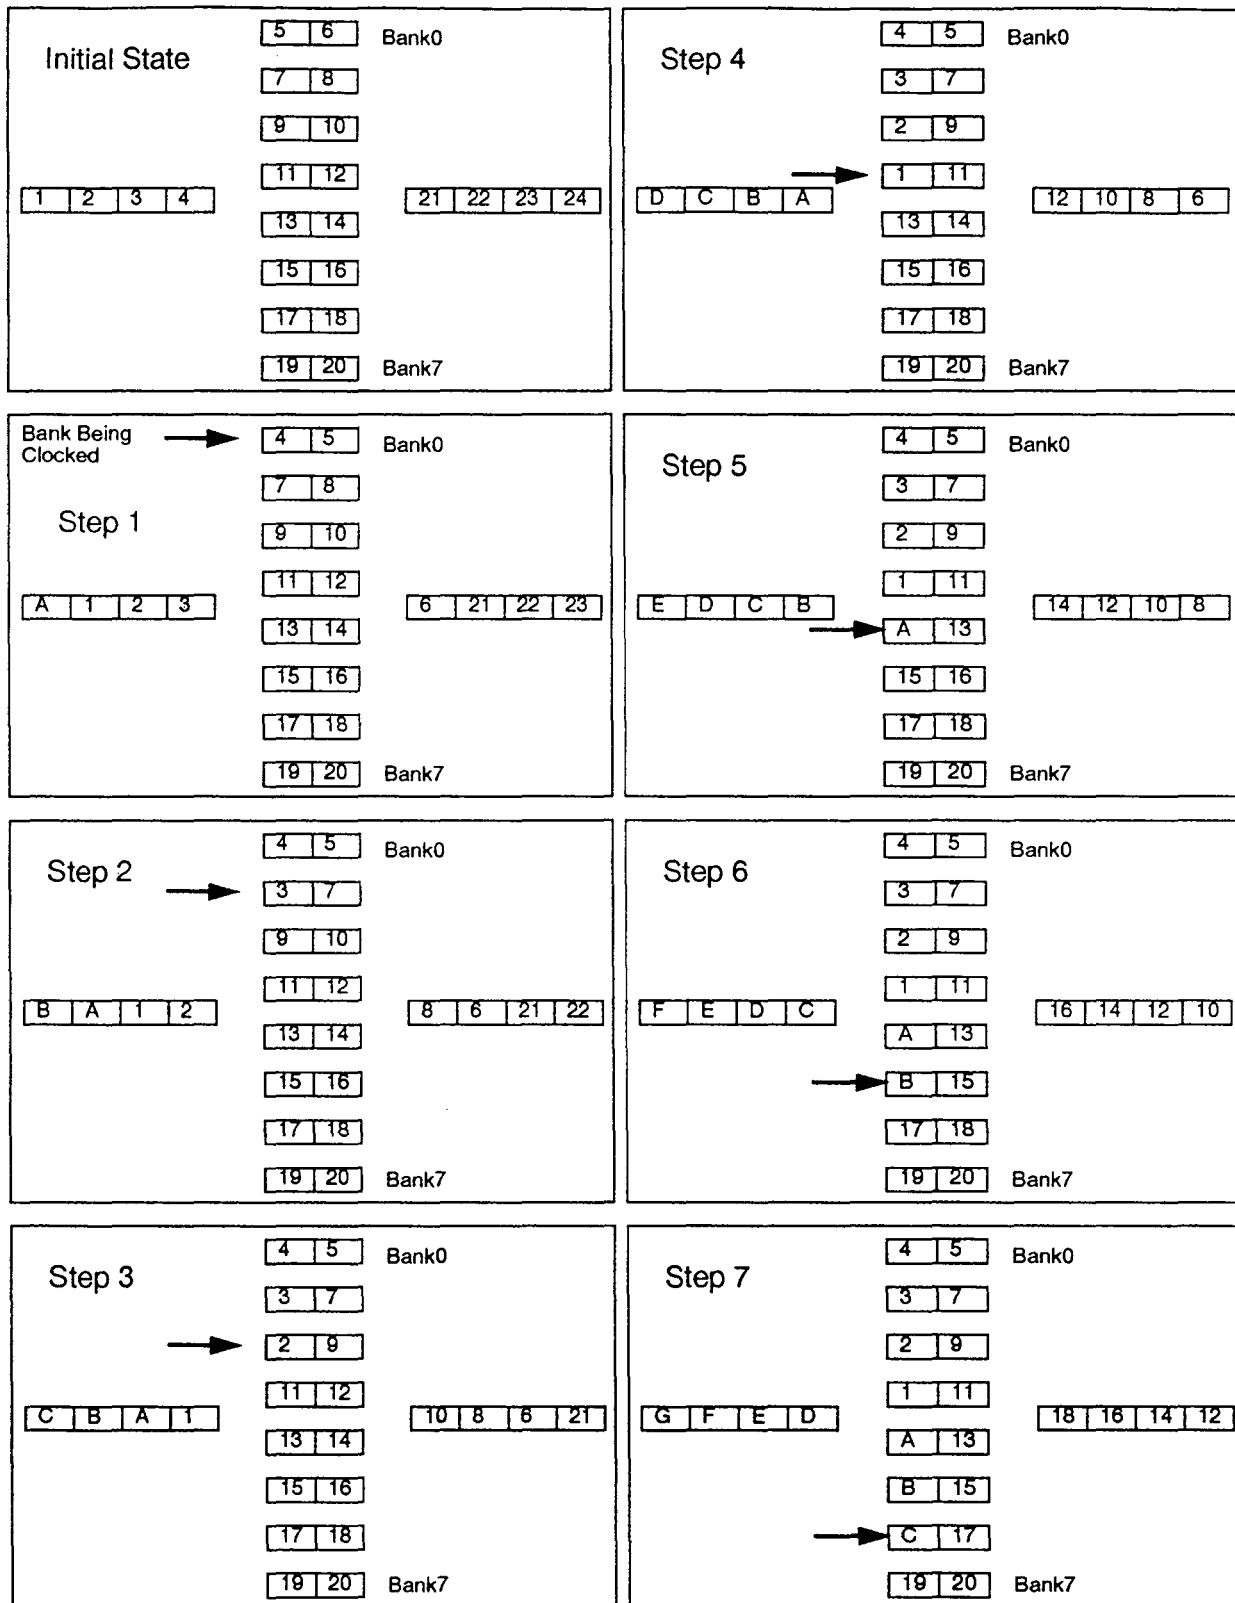 Initial State
5 6 Bank0
7 8
9 10
11 12
1 2 3 4
21 22 23 24
13 14
15 16
17 18
19 20 Bank7
Bank Being
Clocked
4 5 Bank0
7 8
Step 1
9 10
11 12
A 1 2 3
6 21 22 23
13 14
15 16
17 18
19 20 Bank7
Step 2
4 5 Bank0
3 7
9 10
11 12
B A 1 2
8 6 21 22
13 14
15 16
17 18
19 20 Bank7
Step 3
4 5 Bank0
3 7
2 9
11 12
C B A 1
10 8 6 21
13 14
15 16
17 18
19 20 Bank7
Step 4
4 5 Bank0
3 7
2 9
1 11
D C B A
12 10 8 6
13 14
15 16
17 18
19 20 Bank7
Step 5
4 5 Bank0
3 7
2 9
1 11
E D C B
14 12 10 8
A 13
15 16
17 18
19 20 Bank7
Step 6
4 5 Bank0
3 7
2 9
1 11
F E D C
16 14 12 10
A 13
B 15
17 18
19 20 Bank7
Step 7
4 5 Bank0
3 7
2 9
1 11
G F E D
18 16 14 12
A 13
B 15
C 17
19 20 Bank7